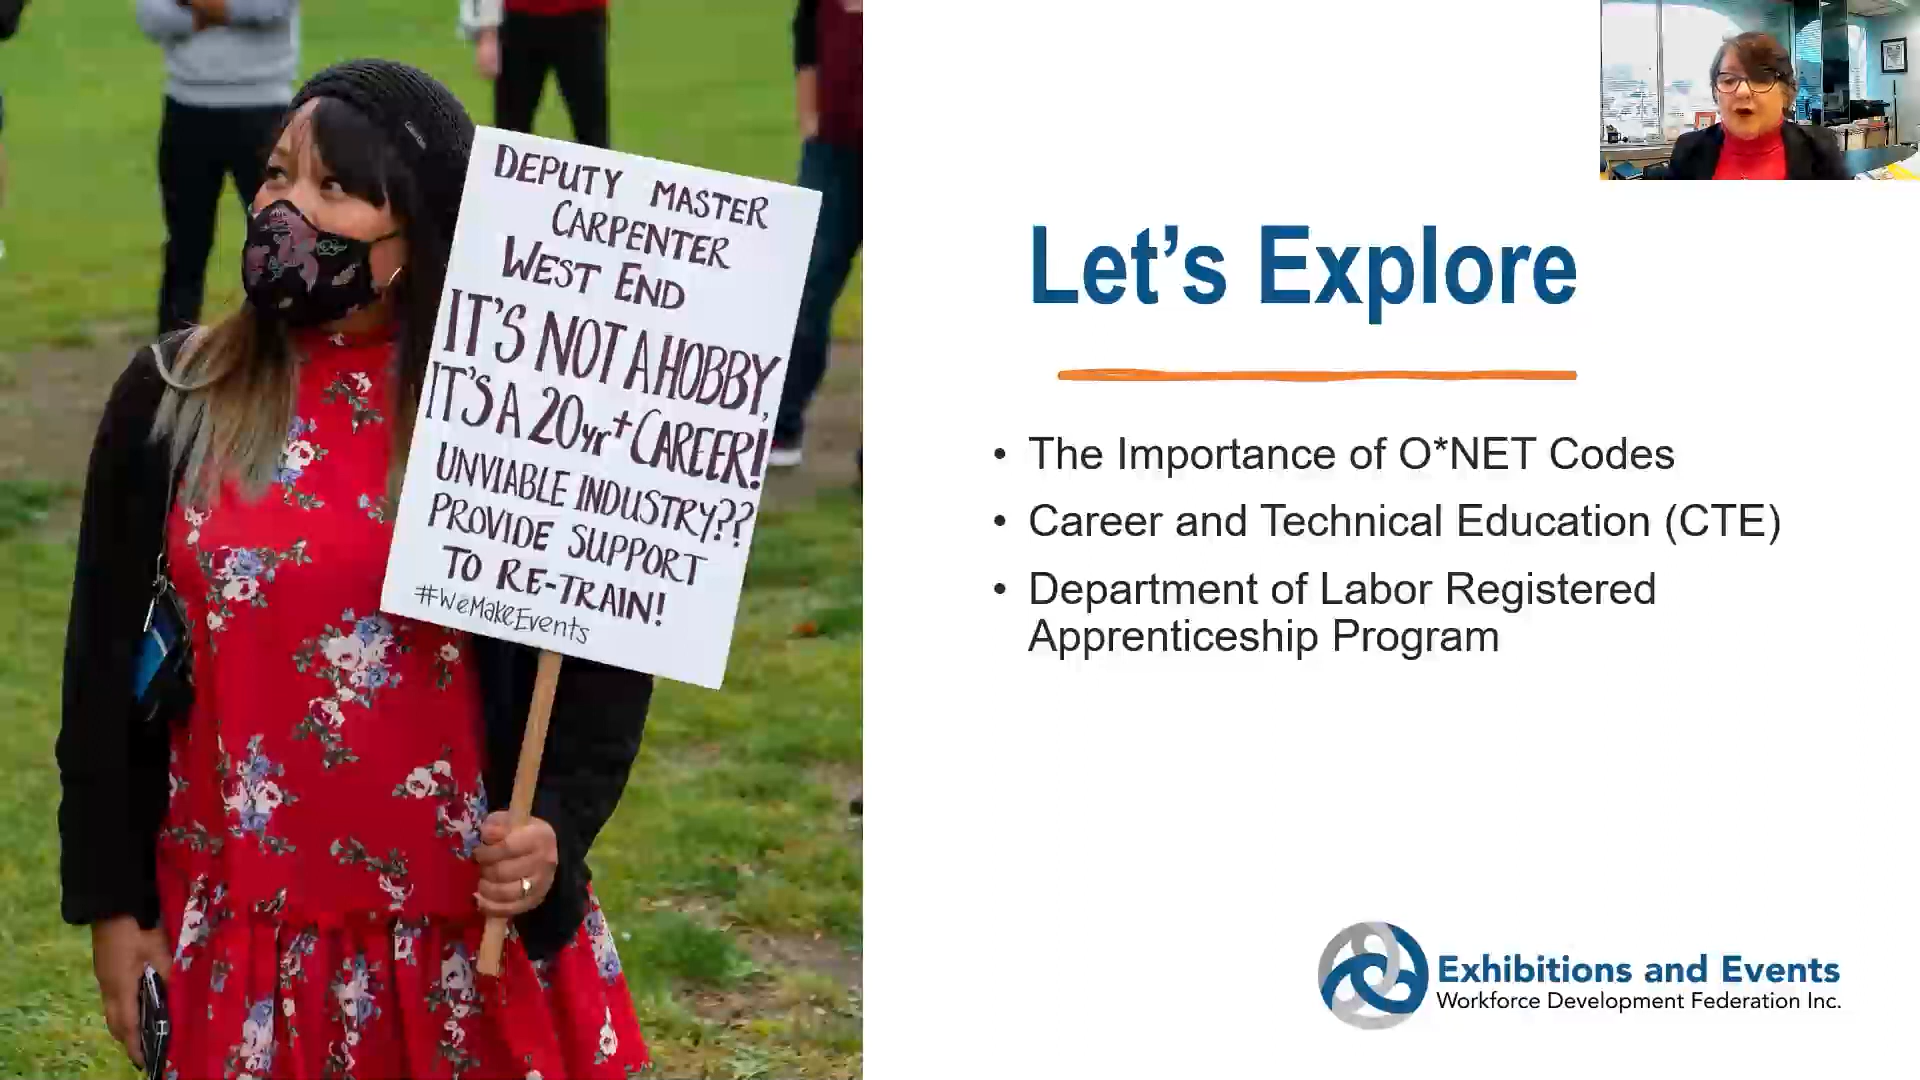 DEPUTY MASTER
CARPENTER
WEST END
IT'S NOT A HOBBY,
IT'S A 20yr+ CAREER!
UNVIABLE INDUSTRY??
PROVIDE SUPPORT
TO RE-TRAIN!
#WeMakeEvents
Let's Explore
• The Importance of O*NET Codes
• Career and Technical Education (CTE)
• Department of Labor Registered
Apprenticeship Program
Exhibitions and Events
Workforce Development Federation Inc.